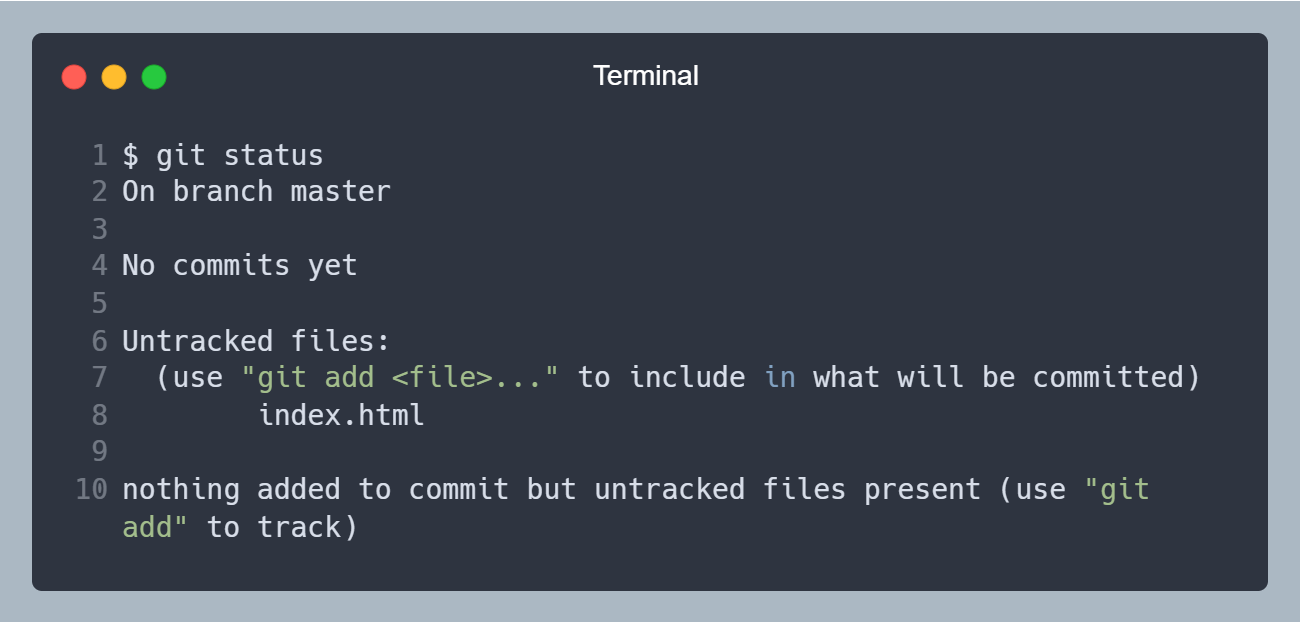 Terminal
1 $ git status
2 On branch master
3
4 No commits yet
5
6 Untracked files:
7   (use "git add <file>..." to include in what will be committed)
8         index.html
9
10 nothing added to commit but untracked files present (use "git
add" to track)